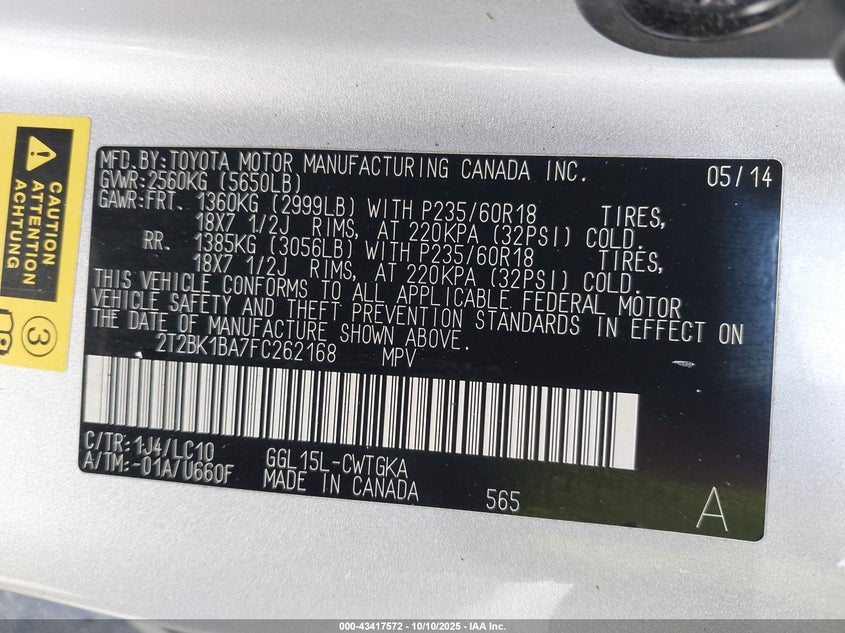 CAUTION
ATTENTION
ACHTUNG
3
MFD.BY:TOYOTA MOTOR MANUFACTURING CANADA INC. 05/14
GVWR:2560KG (5650LB)
GAWR:FRT. 1360KG (2999LB) WITH P235/60R18 TIRES,
18X7 1/2J RIMS, AT 220KPA (32PSI) COLD.
RR. 1385KG (3056LB) WITH P235/60R18 TIRES,
18X7 1/2J RIMS, AT 220KPA (32PSI) COLD.
THIS VEHICLE CONFORMS TO ALL APPLICABLE FEDERAL MOTOR
VEHICLE SAFETY AND THEFT PREVENTION STANDARDS IN EFFECT ON
THE DATE OF MANUFACTURE SHOWN ABOVE.
2T2BK1BA7FC262168 MPV
C/TR:1J4/LC10 GGL15L-CWTGKA
A/TM:-01A/U660F MADE IN CANADA 565
A
000-43417572 - 10/10/2025 - IAA Inc.